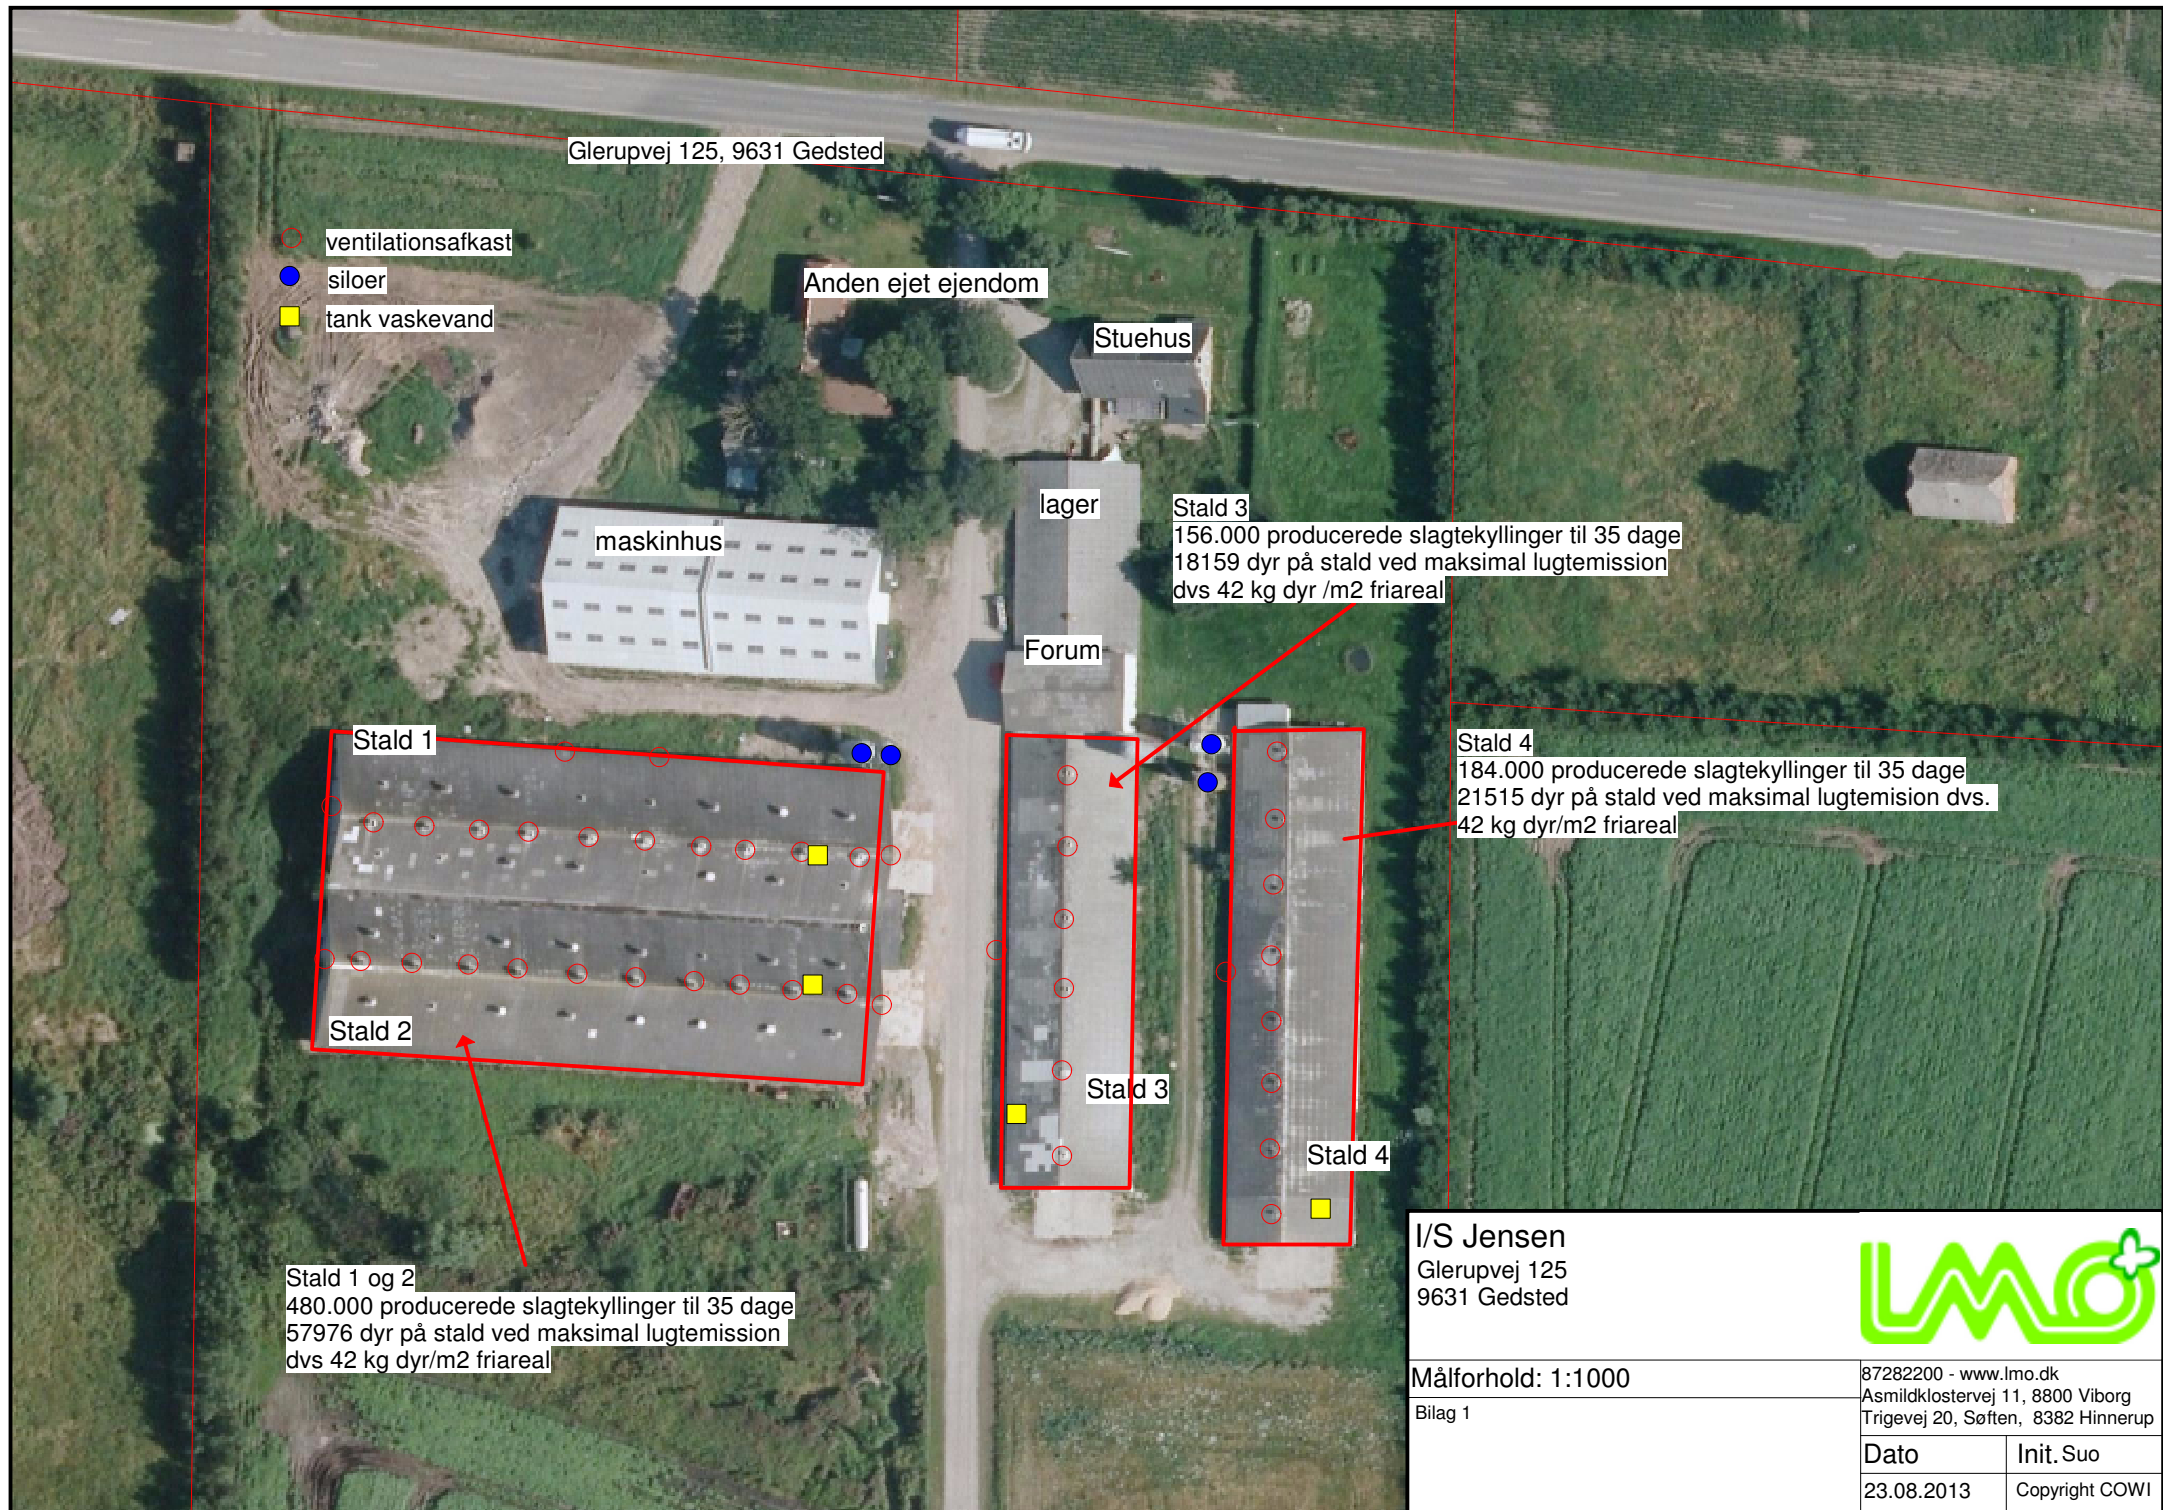 Glerupvej 125, 9631 Gedsted
ventilationsafkast
siloer
tank vaskevand
Anden ejet ejendom
Stuehus
lager
maskinhus
Stald 3
156.000 producerede slagtekyllinger til 35 dage
18159 dyr på stald ved maksimal lugtemission
dvs 42 kg dyr /m2 friareal
Forum
Stald 1
Stald 4
184.000 producerede slagtekyllinger til 35 dage
21515 dyr på stald ved maksimal lugtemision dvs.
42 kg dyr/m2 friareal
Stald 2
Stald 3
Stald 4
Stald 1 og 2
480.000 producerede slagtekyllinger til 35 dage
57976 dyr på stald ved maksimal lugtemission
dvs 42 kg dyr/m2 friareal
I/S Jensen
Glerupvej 125
9631 Gedsted
LMO
Målforhold: 1:1000
Bilag 1
87282200 - www.lmo.dk
Asmildklostervej 11, 8800 Viborg
Trigevej 20, Søften, 8382 Hinnerup
Dato
Init. Suo
23.08.2013
Copyright COWI